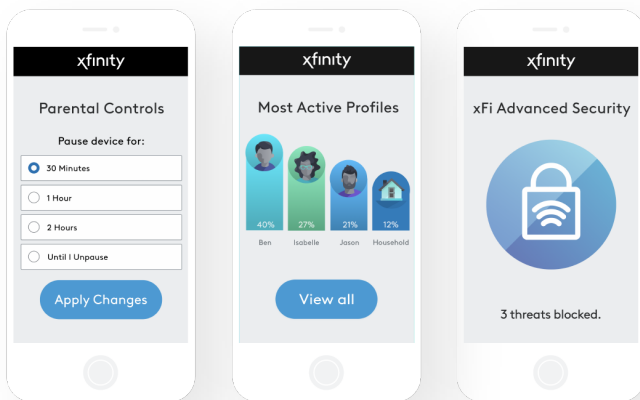 xfinity
Parental Controls
Pause device for:
30 Minutes
1 Hour
2 Hours
Until I Unpause
Apply Changes
xfinity
Most Active Profiles
40% 27% 21% 12%
Ben Isabelle Jason Household
View all
xfinity
xFi Advanced Security
3 threats blocked.